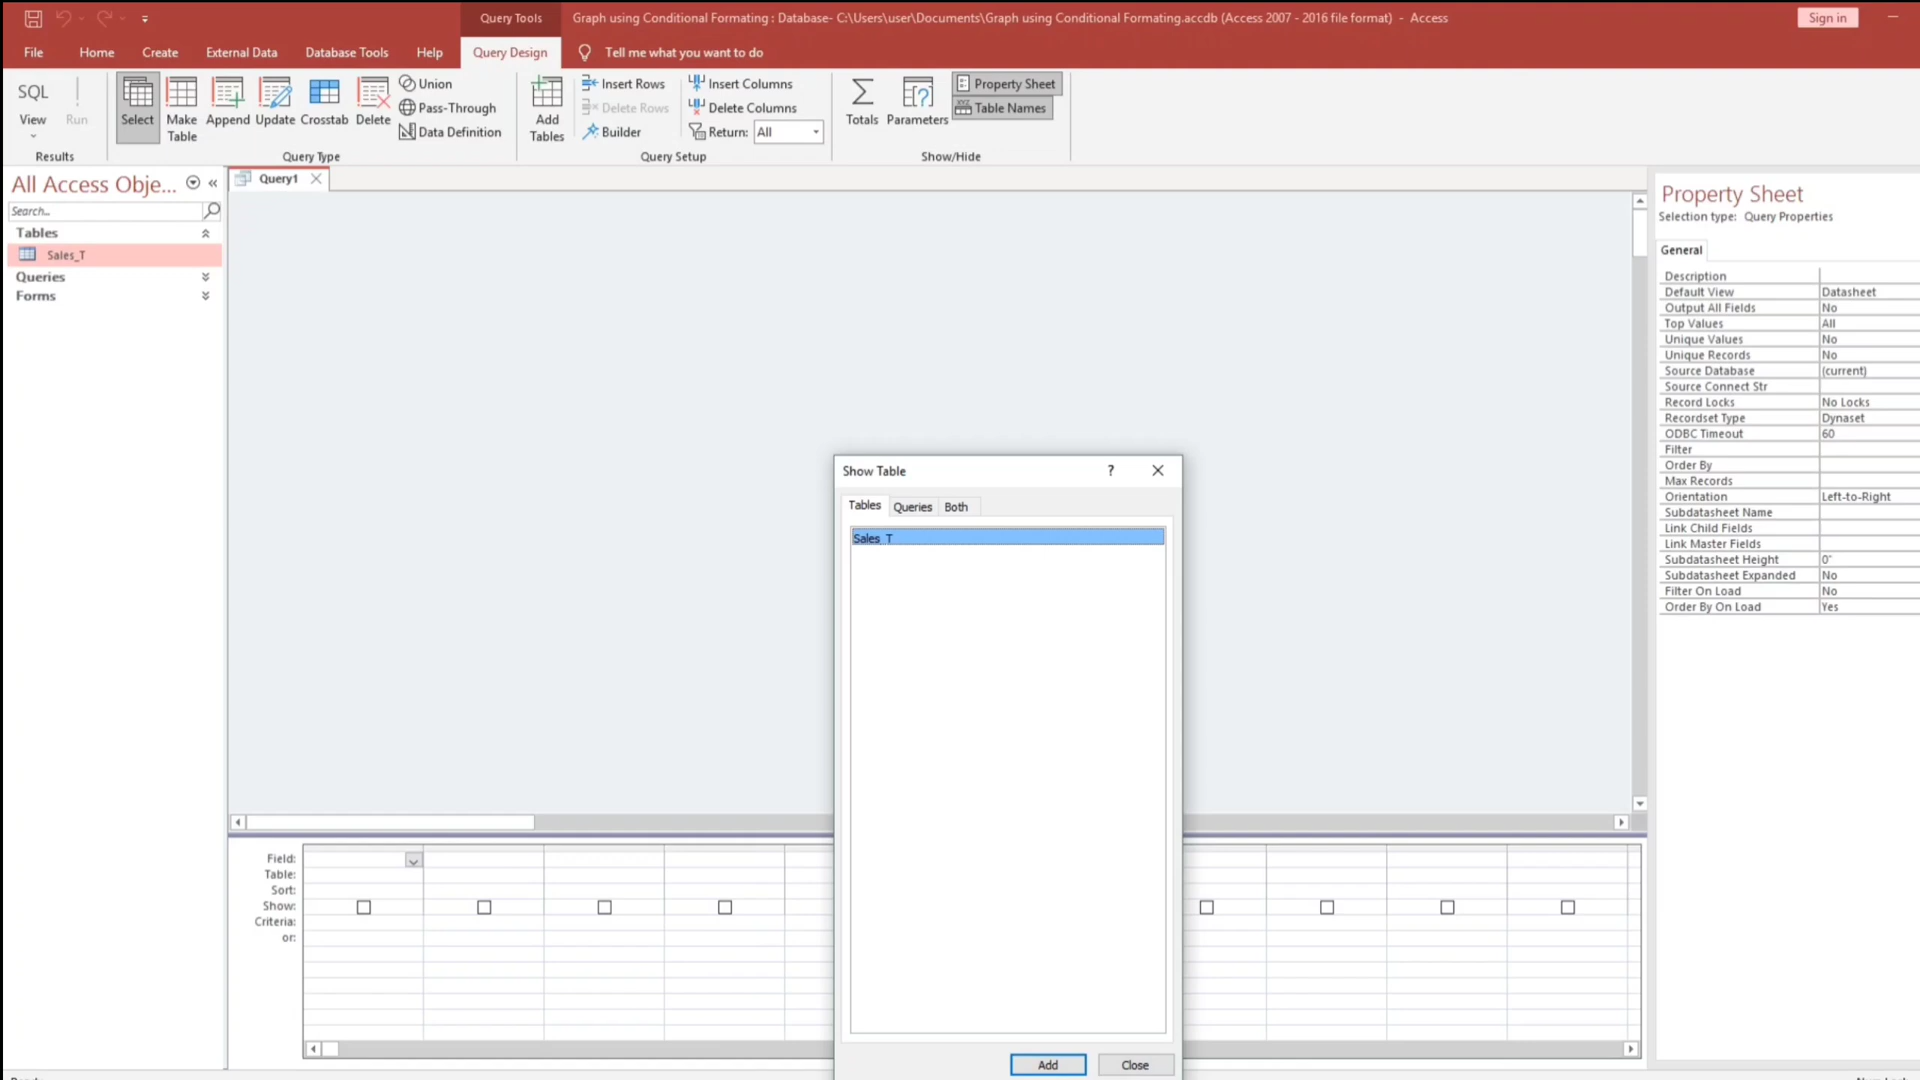 Query Tools
Graph using Conditional Formating : Database- C:\Users\user\Documents\Graph using Conditional Formating.accdb (Access 2007 - 2016 file format) - Access
Sign in
File
Home
Create
External Data
Database Tools
Help
Query Design
Tell me what you want to do
SQL
View
Run
Select
Make
Table
Append
Update
Crosstab
Delete
Union
Pass-Through
Data Definition
Add
Tables
Insert Rows
Delete Rows
Builder
Insert Columns
Delete Columns
Return: All
Totals
Parameters
Property Sheet
Table Names
Results
Query Type
Query Setup
Show/Hide
All Access Obje...
Search...
Tables
Sales_T
Queries
Forms
Query1
Show Table
?
Tables
Queries
Both
Sales_T
Add
Close
Field:
Table:
Sort:
Show:
Criteria:
or:
Property Sheet
Selection type: Query Properties
General
Description
Default View Datasheet
Output All Fields No
Top Values All
Unique Values No
Unique Records No
Source Database (current)
Source Connect Str
Record Locks No Locks
Recordset Type Dynaset
ODBC Timeout 60
Filter
Order By
Max Records
Orientation Left-to-Right
Subdatasheet Name
Link Child Fields
Link Master Fields
Subdatasheet Height 0"
Subdatasheet Expanded No
Filter On Load No
Order By On Load Yes